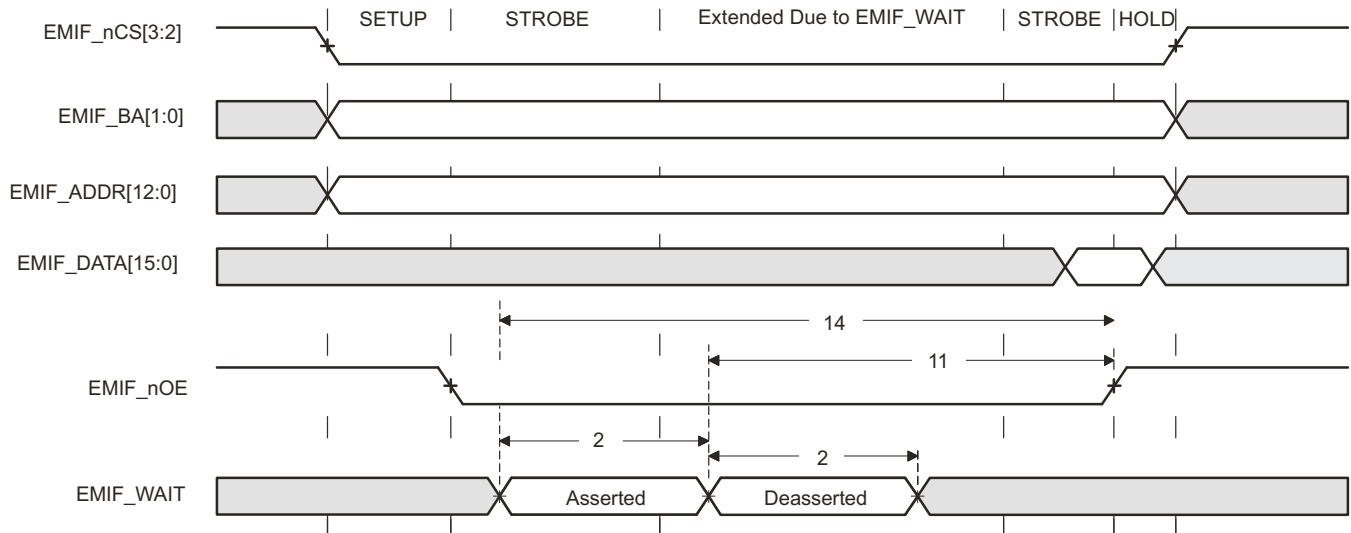 SETUP STROBE Extended Due to EMIF_WAIT STROBE HOLD
EMIF_nCS[3:2]
EMIF_BA[1:0]
EMIF_ADDR[12:0]
EMIF_DATA[15:0]
14
11
EMIF_nOE
2
2
EMIF_WAIT Asserted Deasserted